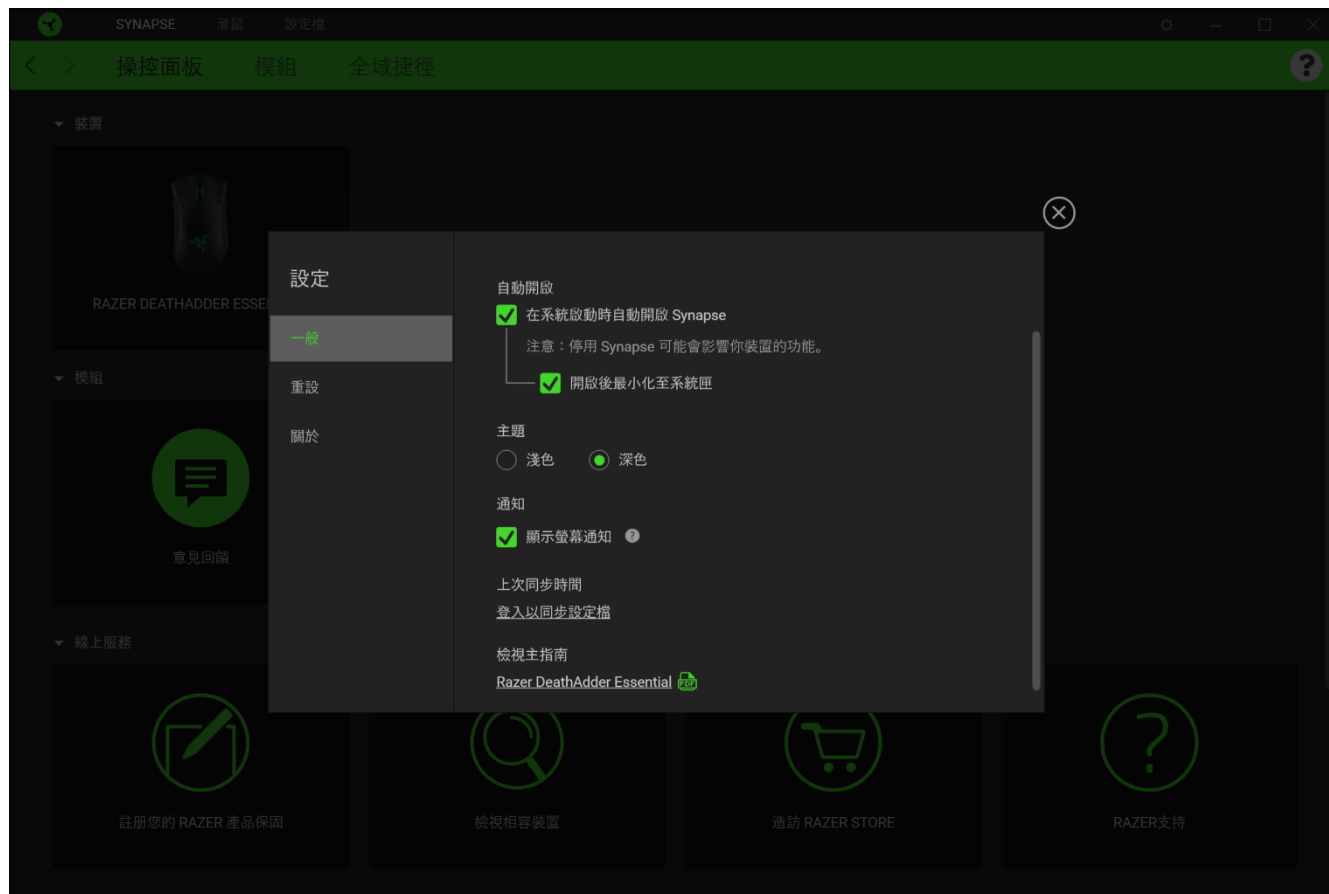 SYNAPSE 滑鼠 設定檔
操控面板 模組 全域捷徑
裝置
RAZER DEATHADDER ESSE
模組
意見回饋
線上服務
註册您的 RAZER 產品保固
檢視相容裝置
造訪 RAZER STORE
RAZER支持
設定
一般
重設
關於
自動開啟
在系統啟動時自動開啟 Synapse
注意：停用 Synapse 可能會影響你裝置的功能。
開啟後最小化至系統匣
主題
淺色 深色
通知
顯示螢幕通知 ?
上次同步時間
登入以同步設定檔
檢視主指南
Razer DeathAdder Essential PDF